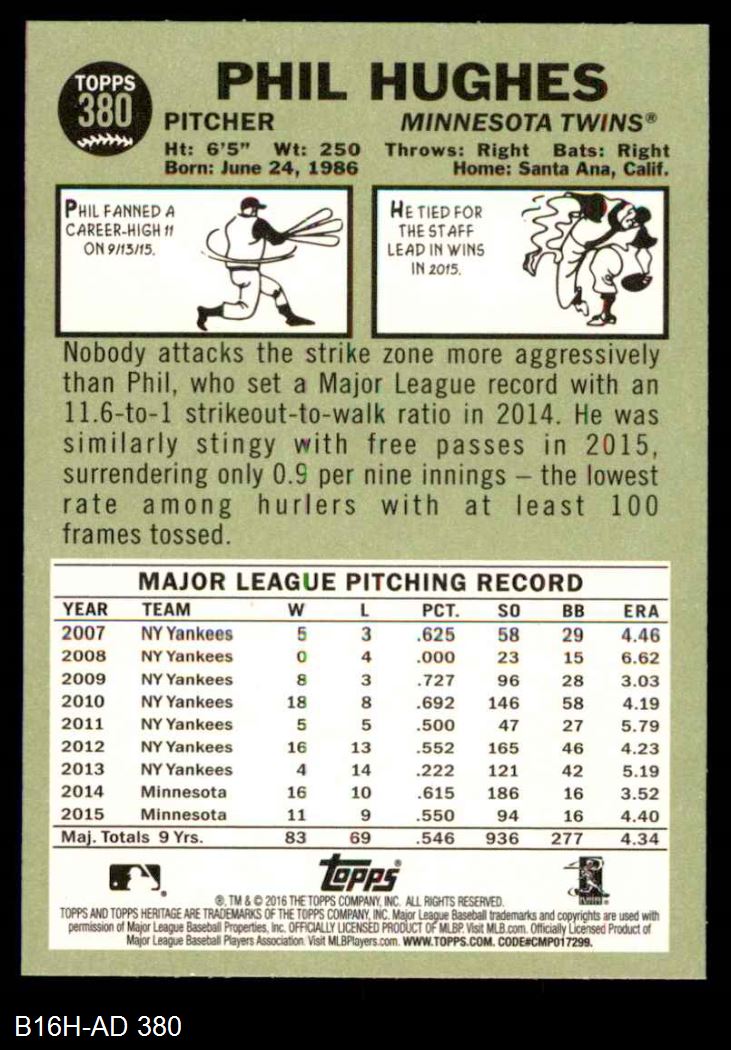 TOPPS
380
PHIL HUGHES
PITCHER MINNESOTA TWINS®
Ht: 6'5" Wt: 250 Throws: Right Bats: Right
Born: June 24, 1986 Home: Santa Ana, Calif.
PHIL FANNED A
CAREER-HIGH 11
ON 9/13/15.
HE TIED FOR
THE STAFF
LEAD IN WINS
IN 2015.
Nobody attacks the strike zone more aggressively
than Phil, who set a Major League record with an
11.6-to-1 strikeout-to-walk ratio in 2014. He was
similarly stingy with free passes in 2015,
surrendering only 0.9 per nine innings – the lowest
rate among hurlers with at least 100
frames tossed.
MAJOR LEAGUE PITCHING RECORD
YEAR TEAM W L PCT. SO BB ERA
2007 NY Yankees 5 3 .625 58 29 4.46
2008 NY Yankees 0 4 .000 23 15 6.62
2009 NY Yankees 8 3 .727 96 28 3.03
2010 NY Yankees 18 8 .692 146 58 4.19
2011 NY Yankees 5 5 .500 47 27 5.79
2012 NY Yankees 16 13 .552 165 46 4.23
2013 NY Yankees 4 14 .222 121 42 5.19
2014 Minnesota 16 10 .615 186 16 3.52
2015 Minnesota 11 9 .550 94 16 4.40
Maj. Totals 9 Yrs. 83 69 .546 936 277 4.34
Topps®
®, TM & © 2016 THE TOPPS COMPANY, INC. ALL RIGHTS RESERVED.
TOPPS AND TOPPS HERITAGE ARE TRADEMARKS OF THE TOPPS COMPANY, INC. Major League Baseball trademarks and copyrights are used with
permission of Major League Baseball Properties, Inc. OFFICIALLY LICENSED PRODUCT OF MLBP. Visit MLB.com. Officially Licensed Product of
Major League Baseball Players Association. Visit MLBPlayers.com. WWW.TOPPS.COM. CODE#CMP017299.
B16H-AD 380